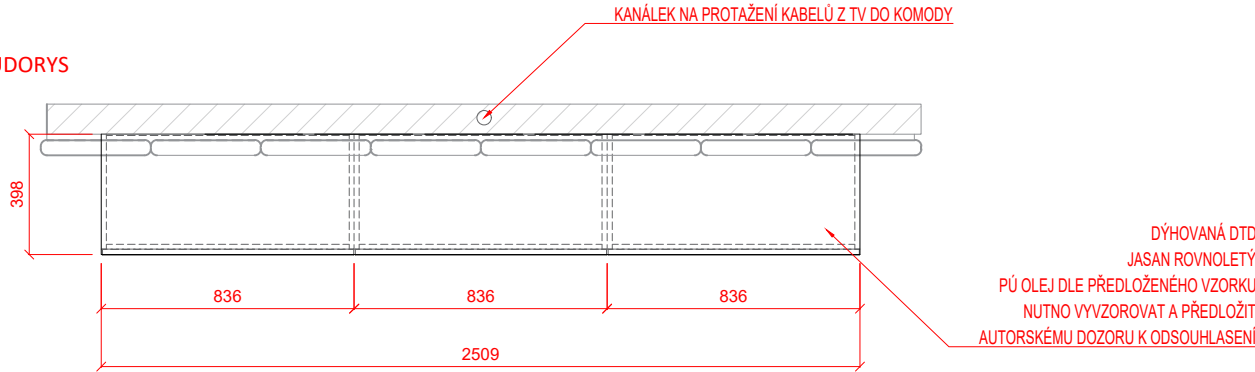 KANÁLEK NA PROTAŽENÍ KABELŮ Z TV DO KOMODY
ŮDORYS
398
DÝHOVANÁ DTD
JASAN ROVNOLETÝ
PÚ OLEJ DLE PŘEDLOŽENÉHO VZORKU
NUTNO VYVZOROVAT A PŘEDLOŽIT
AUTORSKÉMU DOZORU K ODSOUHLASENÍ
836
836
836
2509